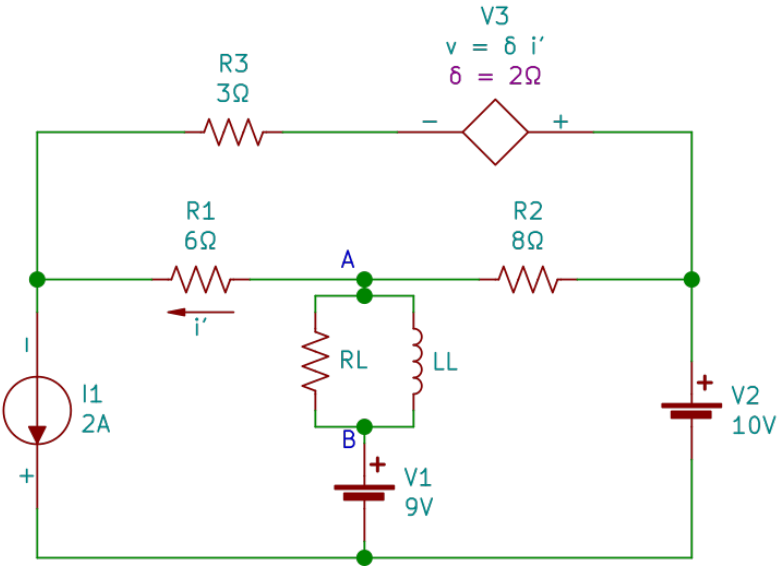 V3
v = δ i′
δ = 2Ω
R3
3Ω
− +
R1
6Ω
R2
8Ω
A
i′
I1
2A
− +
RL
LL
B
+
V1
9V
+
V2
10V